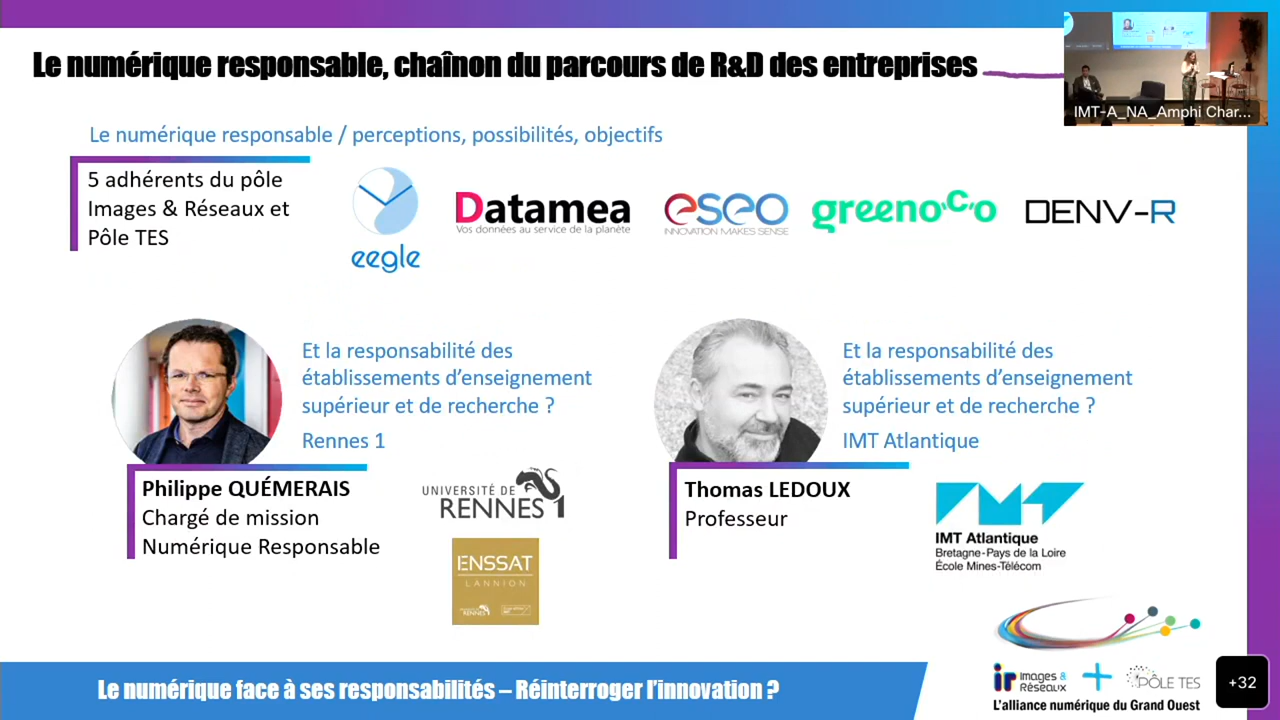 Le numérique responsable, chaînon du parcours de R&D des entreprises
IMT-A_NA_Amphi Char...
Le numérique responsable / perceptions, possibilités, objectifs
5 adhérents du pôle
Images & Réseaux et
Pôle TES
eegle
Datamea
Vos données au service de la planète
eseo
INNOVATION MAKES SENSE
greenoco
DENV-R
Et la responsabilité des
établissements d'enseignement
supérieur et de recherche ?
Rennes 1
Philippe QUÉMERAIS
Chargé de mission
Numérique Responsable
UNIVERSITÉ DE
RENNES 1
ENSSAT
LANNION
RENNES
Et la responsabilité des
établissements d'enseignement
supérieur et de recherche ?
IMT Atlantique
Thomas LEDOUX
Professeur
IMT Atlantique
Bretagne-Pays de la Loire
École Mines-Télécom
Le numérique face à ses responsabilités – Réinterroger l'innovation ?
ir Images &
Réseaux
+
PÔLE TES
L'alliance numérique du Grand Ouest
+32